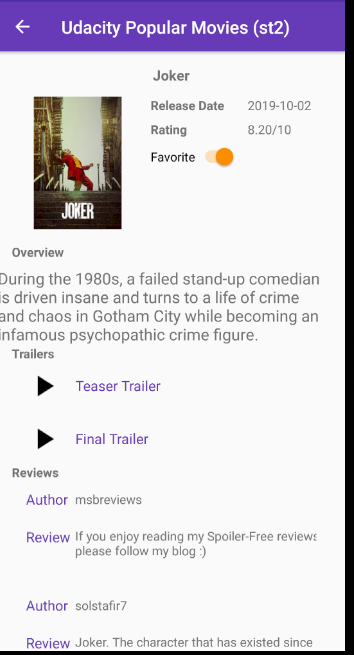 Udacity Popular Movies (st2)
Joker
Release Date 2019-10-02
Rating 8.20/10
Favorite
JOKER
Overview
During the 1980s, a failed stand-up comedian
is driven insane and turns to a life of crime
and chaos in Gotham City while becoming an
infamous psychopathic crime figure.
Trailers
Teaser Trailer
Final Trailer
Reviews
Author msbreviews
Review If you enjoy reading my Spoiler-Free reviews
please follow my blog :)
Author solstafir7
Review Joker. The character that has existed since